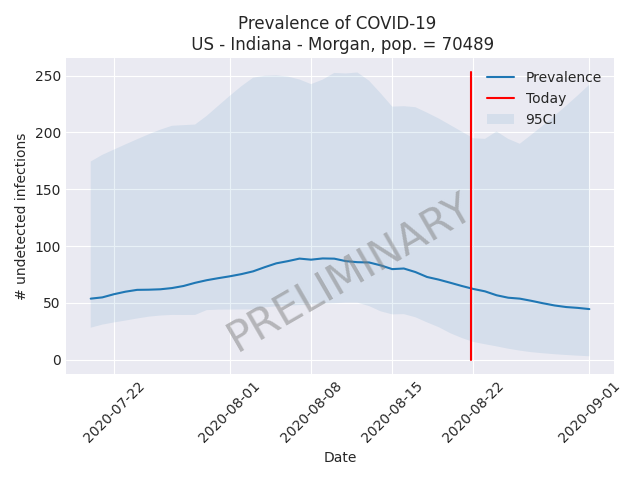 Prevalence of COVID-19
US - Indiana - Morgan, pop. = 70489
250
200
150
100
50
0
# undetected infections
Prevalence
Today
95CI
PRELIMINARY
2020-07-22
2020-08-01
2020-08-08
2020-08-15
2020-08-22
2020-09-01
Date